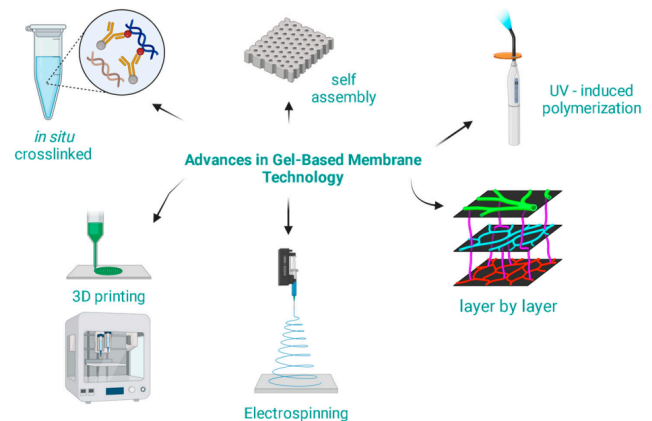 in situ
crosslinked
self
assembly
UV - induced
polymerization
Advances in Gel-Based Membrane
Technology
3D printing
Electrospinning
layer by layer